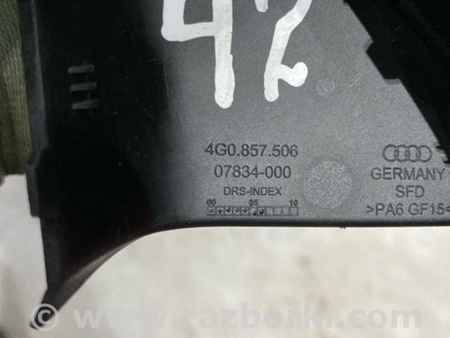 42
4G0.857.506
07834-000
DRS-INDEX
00 05 10
GERMANY
SFD
>PA6 GF15<
© www.razborki.com